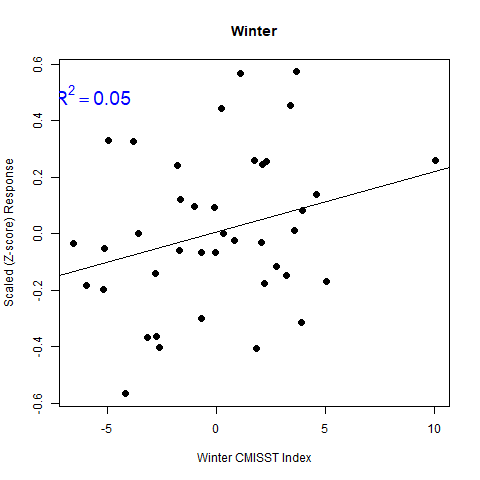 Winter
R² = 0.05
Scaled (Z-score) Response
0.6
0.4
0.2
0.0
-0.2
-0.4
-0.6
-5 0 5 10
Winter CMISST Index